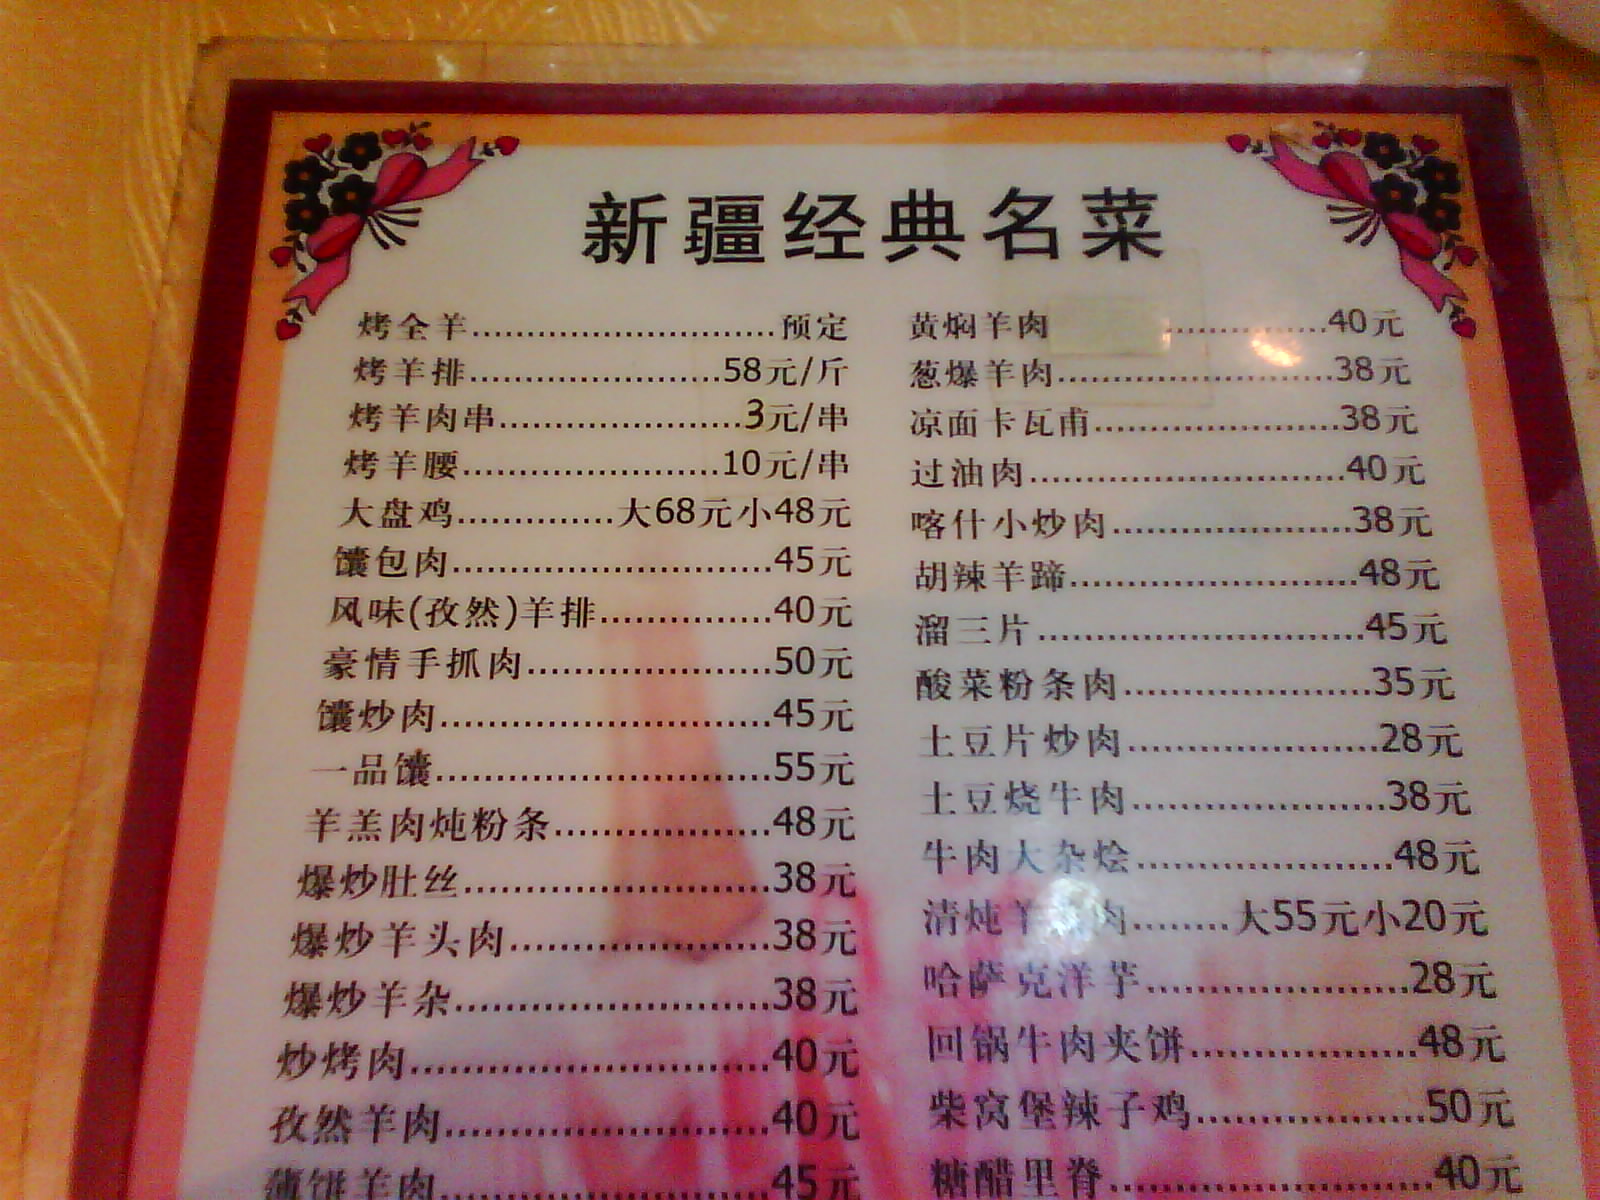 新疆经典名菜
烤全羊............................预定
烤羊排........................58元/斤
烤羊肉串........................3元/串
烤羊腰........................10元/串
大盘鸡..............大68元小48元
馕包肉..............................45元
风味(孜然)羊排................40元
豪情手抓肉........................50元
馕炒肉..............................45元
一品馕..............................55元
羊羔肉炖粉条....................48元
爆炒肚丝............................38元
爆炒羊头肉........................38元
爆炒羊杂............................38元
炒烤肉................................40元
孜然羊肉............................40元
薄饼羊肉............................45元
黄焖羊肉..............40元
葱爆羊肉..........................38元
凉面卡瓦甫......................38元
过油肉..............................40元
喀什小炒肉......................38元
胡辣羊蹄..........................48元
溜三片..............................45元
酸菜粉条肉......................35元
土豆片炒肉......................28元
土豆烧牛肉......................38元
牛肉大杂烩......................48元
清炖羊肉........大55元小20元
哈萨克洋芋......................28元
回锅牛肉夹饼..................48元
柴窝堡辣子鸡..................50元
糖醋里脊..........................40元